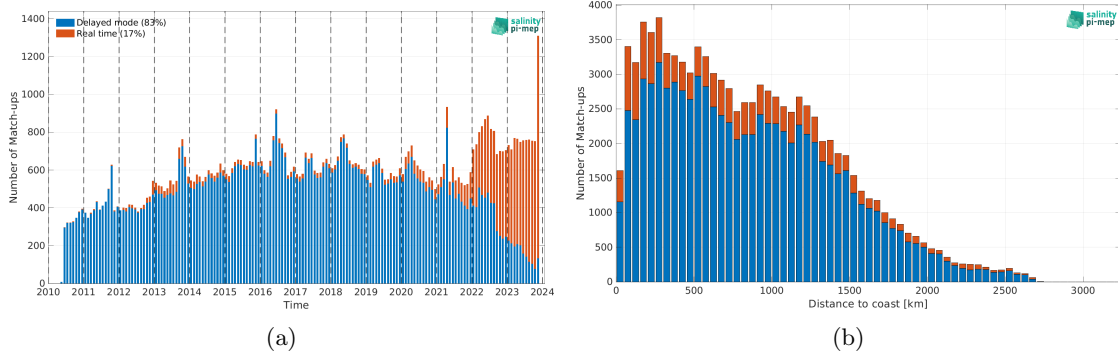 Delayed mode (83%)
Real time (17%)
salinity
pi-mep
Number of Match-ups
1400
1200
1000
800
600
400
200
0
2010 2011 2012 2013 2014 2015 2016 2017 2018 2019 2020 2021 2022 2023 2024
Time
(a)
salinity
pi-mep
Number of Match-ups
4000
3500
3000
2500
2000
1500
1000
500
0
0 500 1000 1500 2000 2500 3000
Distance to coast [km]
(b)